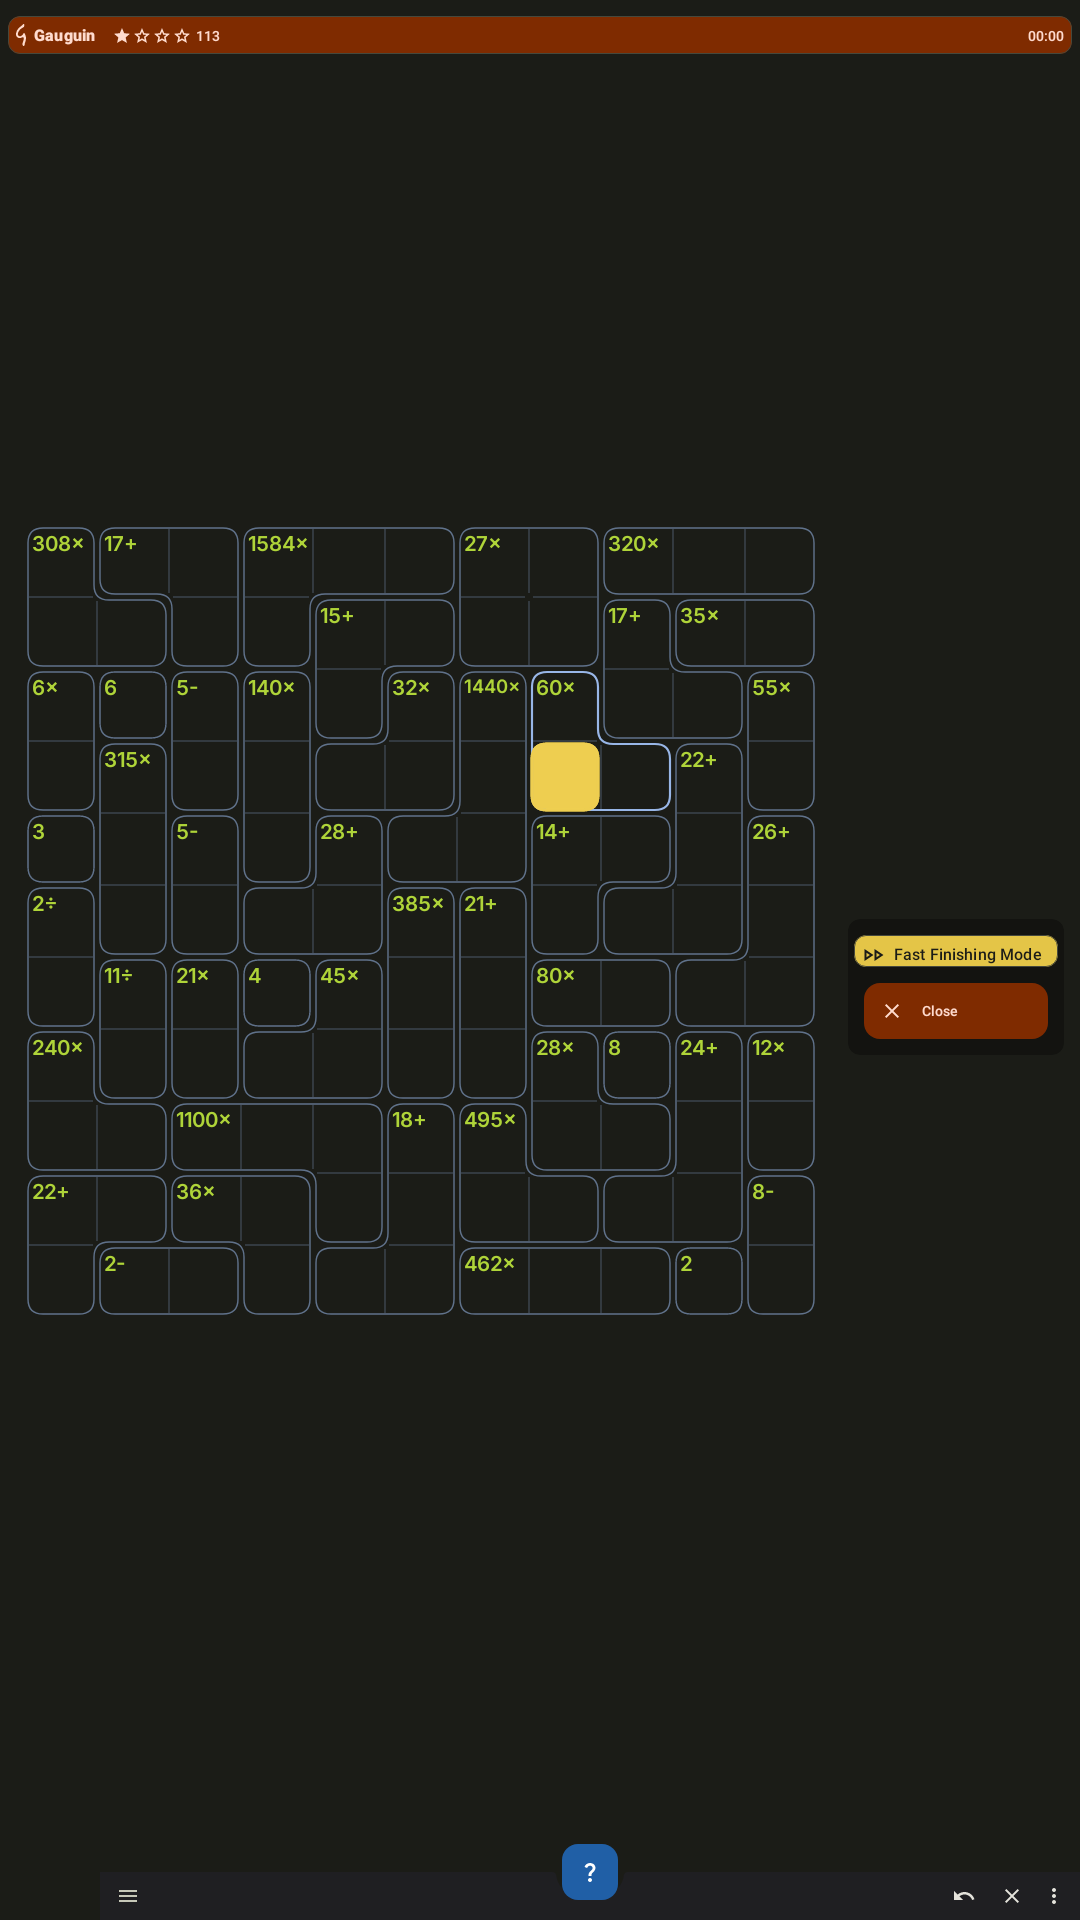 Gauguin 113 00:00
308× 17+ 1584× 27× 320×
15+ 17+ 35×
6× 6 5- 140× 32× 1440× 60× 55×
315× 22+
3 5- 28+ 14+ 26+
2÷ 385× 21+
11÷ 21× 4 45× 80×
240× 28× 8 24+ 12×
1100× 18+ 495×
22+ 36× 8-
2- 462× 2
Fast Finishing Mode
Close
?